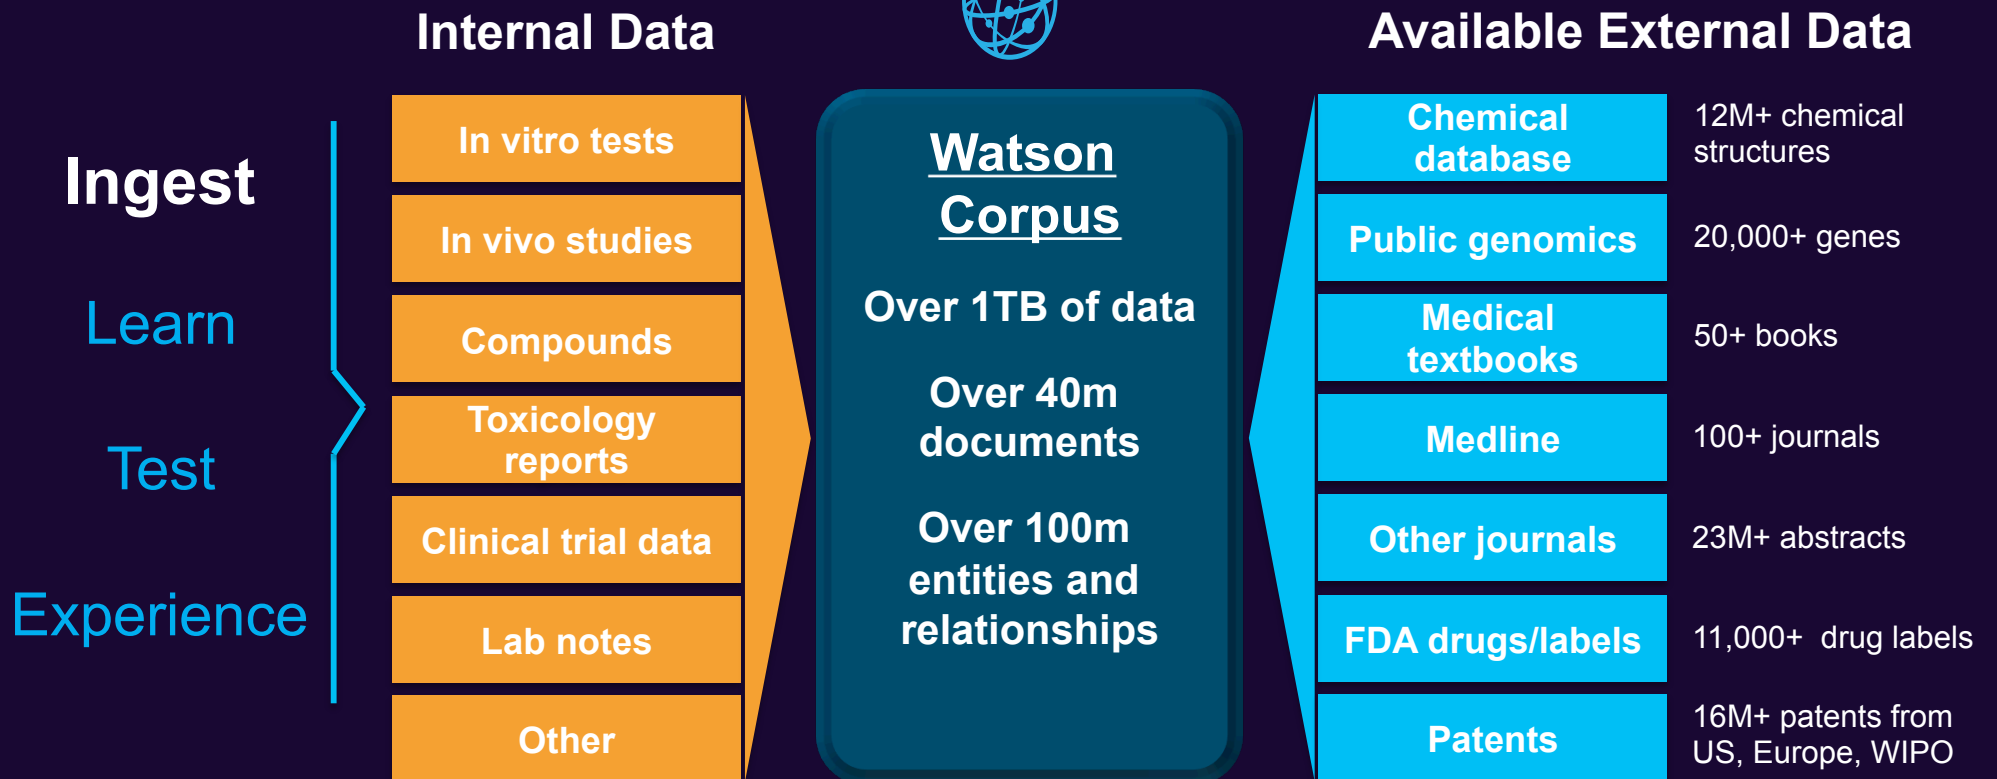 Internal Data
Available External Data
Ingest
Learn
Test
Experience
In vitro tests
In vivo studies
Compounds
Toxicology
reports
Clinical trial data
Lab notes
Other
Watson
Corpus
Over 1TB of data
Over 40m
documents
Over 100m
entities and
relationships
Chemical
database
12M+ chemical
structures
Public genomics
20,000+ genes
Medical
textbooks
50+ books
Medline
100+ journals
Other journals
23M+ abstracts
FDA drugs/labels
11,000+ drug labels
Patents
16M+ patents from
US, Europe, WIPO